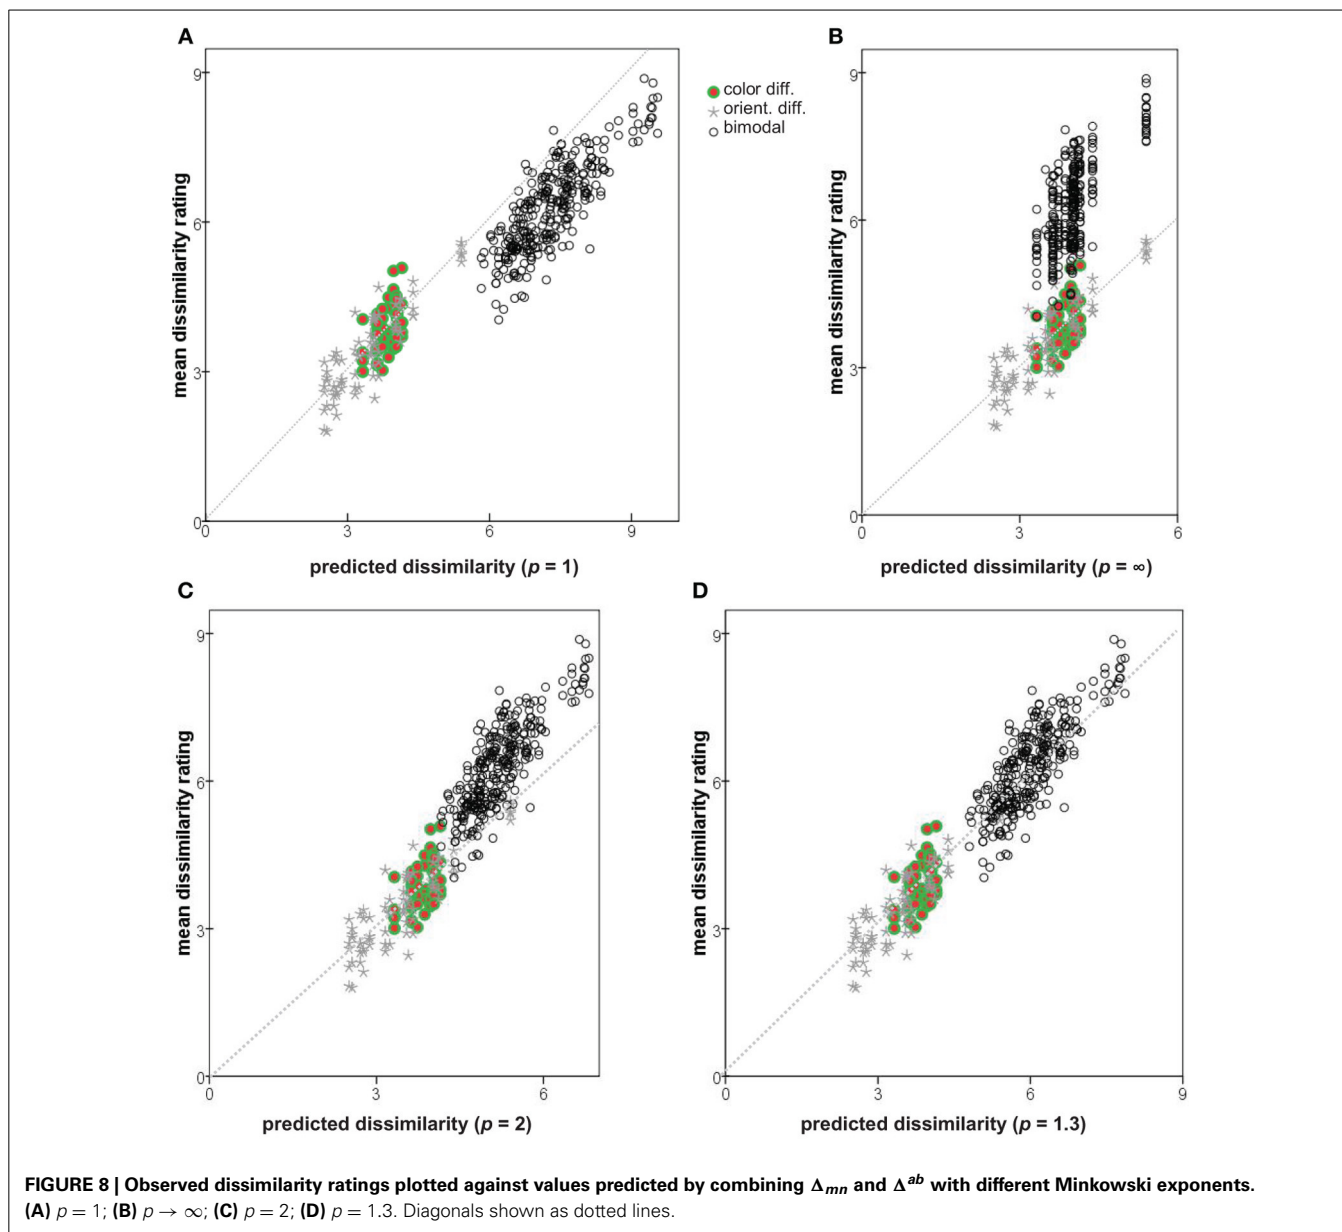 A
9
6
3
0
0
3
6
9
mean dissimilarity rating
predicted dissimilarity (p = 1)
color diff.
orient. diff.
bimodal
B
9
6
3
0
0
3
6
mean dissimilarity rating
predicted dissimilarity (p = ∞)
C
9
6
3
0
0
3
6
mean dissimilarity rating
predicted dissimilarity (p = 2)
D
9
6
3
0
0
3
6
9
mean dissimilarity rating
predicted dissimilarity (p = 1.3)
FIGURE 8 | Observed dissimilarity ratings plotted against values predicted by combining Δmn and Δab with different Minkowski exponents.
(A) p = 1; (B) p → ∞; (C) p = 2; (D) p = 1.3. Diagonals shown as dotted lines.